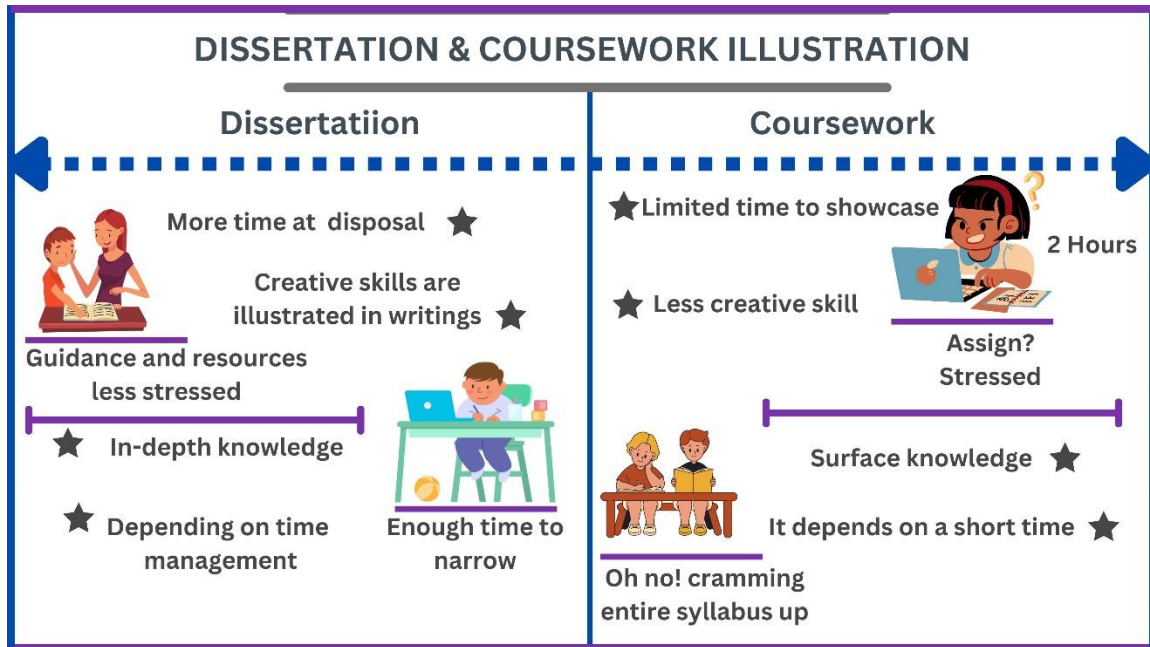 DISSERTATION & COURSEWORK ILLUSTRATION
Dissertatiion
More time at disposal
Creative skills are
illustrated in writings
Guidance and resources
less stressed
In-depth knowledge
Depending on time
management
Enough time to
narrow
Coursework
Limited time to showcase
?
2 Hours
Less creative skill
Assign?
Stressed
Surface knowledge
It depends on a short time
Oh no! cramming
entire syllabus up